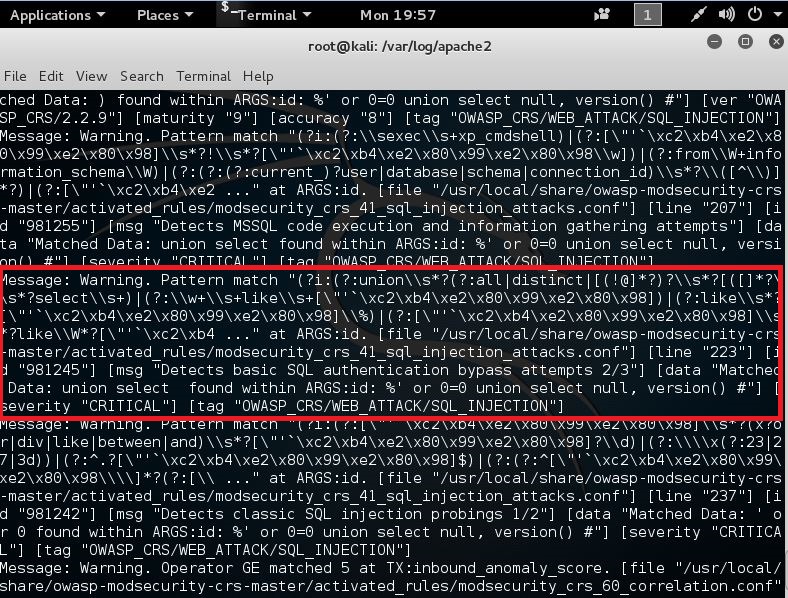 Applications Places Terminal Mon 19:57 1
root@kali: /var/log/apache2
File Edit View Search Terminal Help
ched Data: ) found within ARGS:id: %' or 0=0 union select null, version() #"] [ver "OWA
SP_CRS/2.2.9"] [maturity "9"] [accuracy "8"] [tag "OWASP_CRS/WEB_ATTACK/SQL_INJECTION"]
Message: Warning. Pattern match "(?i:(?:\\sexec\\s+xp_cmdshell)|(?:[\"'`\xc2\xb4\xe2\x8
0\x99\xe2\x80\x98]\\s*?!\\s*?[\"'`\xc2\xb4\xe2\x80\x99\xe2\x80\x98\\w])|(?:from\\W+info
rmation_schema\\W)|(?:(?:(?:current_)?user|database|schema|connection_id)\\s*?\\([^\\)]
*?)|(?:[\"'`\xc2\xb4\xe2 ..." at ARGS:id. [file "/usr/local/share/owasp-modsecurity-crs
-master/activated_rules/modsecurity_crs_41_sql_injection_attacks.conf"] [line "207"] [i
d "981255"] [msg "Detects MSSQL code execution and information gathering attempts"] [da
ta "Matched Data: union select found within ARGS:id: %' or 0=0 union select null, versi
on() #"] [severity "CRITICAL"] [tag "OWASP_CRS/WEB_ATTACK/SQL_INJECTION"]
Message: Warning. Pattern match "(?i:(?:union\\s*?(?:all|distinct|[(!@]*?)?\\s*?[([]*?\
\s*?select\\s+)|(?:\\w+\\s+like\\s+[\"'`\xc2\xb4\xe2\x80\x99\xe2\x80\x98])|(?:like\\s*?
[\"'`\xc2\xb4\xe2\x80\x99\xe2\x80\x98]\\%)|(?:[\"'`\xc2\xb4\xe2\x80\x99\xe2\x80\x98]\\s
*?like\\W*?[\"'`\xc2\xb4 ..." at ARGS:id. [file "/usr/local/share/owasp-modsecurity-crs
-master/activated_rules/modsecurity_crs_41_sql_injection_attacks.conf"] [line "223"] [i
d "981245"] [msg "Detects basic SQL authentication bypass attempts 2/3"] [data "Matched
 Data: union select  found within ARGS:id: %' or 0=0 union select null, version() #"] [
severity "CRITICAL"] [tag "OWASP_CRS/WEB_ATTACK/SQL_INJECTION"]
Message: Warning. Pattern match "(?i:(?:[\"'`\xc2\xb4\xe2\x80\x99\xe2\x80\x98]\\s*?(x?o
r|div|like|between|and)\\s*?[\"'`\xc2\xb4\xe2\x80\x99\xe2\x80\x98]?\\d)|(?:\\\\x(?:23|2
7|3d))|(?:^.?[\"'`\xc2\xb4\xe2\x80\x99\xe2\x80\x98]$)|(?:(?:^[\"'`\xc2\xb4\xe2\x80\x99\
xe2\x80\x98\\\\]*?(?:[\\ ..." at ARGS:id. [file "/usr/local/share/owasp-modsecurity-crs
-master/activated_rules/modsecurity_crs_41_sql_injection_attacks.conf"] [line "237"] [i
d "981242"] [msg "Detects classic SQL injection probings 1/2"] [data "Matched Data: ' o
r 0 found within ARGS:id: %' or 0=0 union select null, version() #"] [severity "CRITICA
L"] [tag "OWASP_CRS/WEB_ATTACK/SQL_INJECTION"]
Message: Warning. Operator GE matched 5 at TX:inbound_anomaly_score. [file "/usr/local/
share/owasp-modsecurity-crs-master/activated_rules/modsecurity_crs_60_correlation.conf"